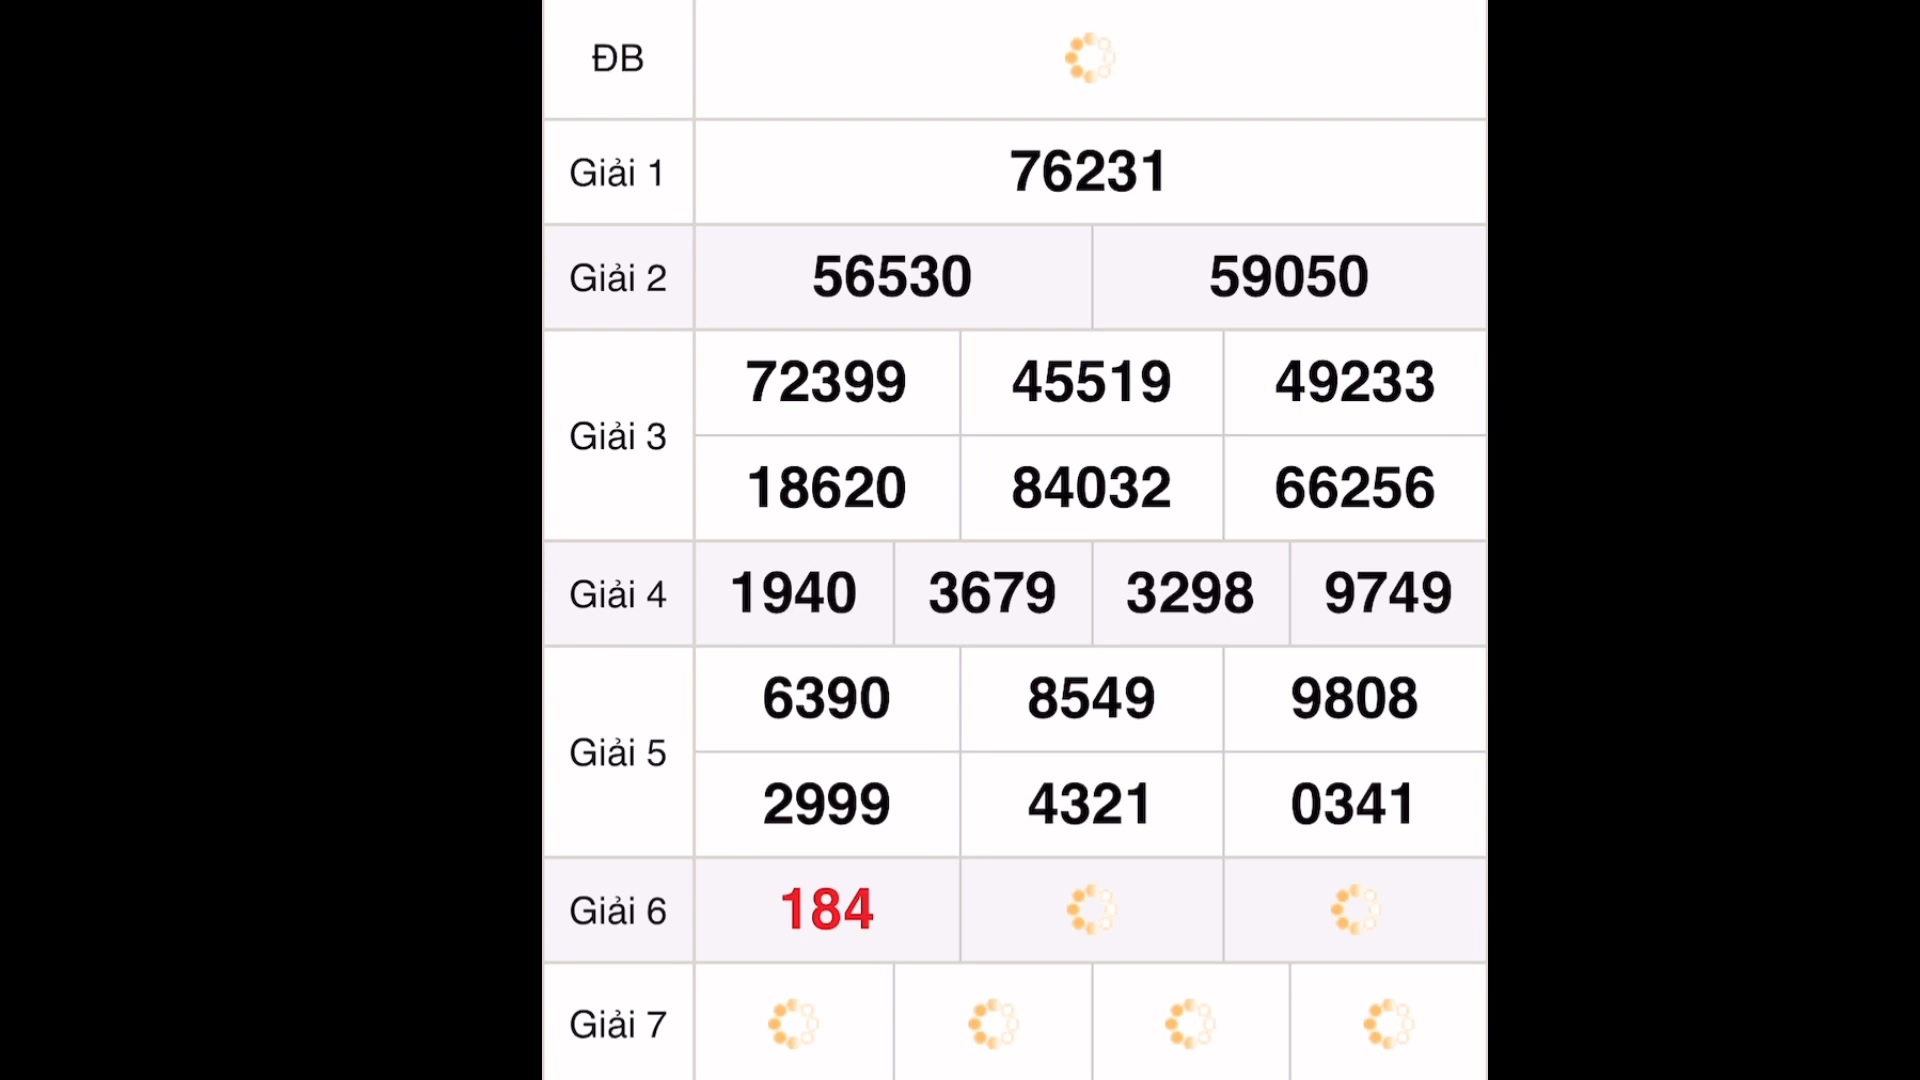 ĐB
Giải 1 76231
Giải 2 56530 59050
Giải 3
72399 45519 49233
18620 84032 66256
Giải 4 1940 3679 3298 9749
Giải 5
6390 8549 9808
2999 4321 0341
Giải 6 184
Giải 7